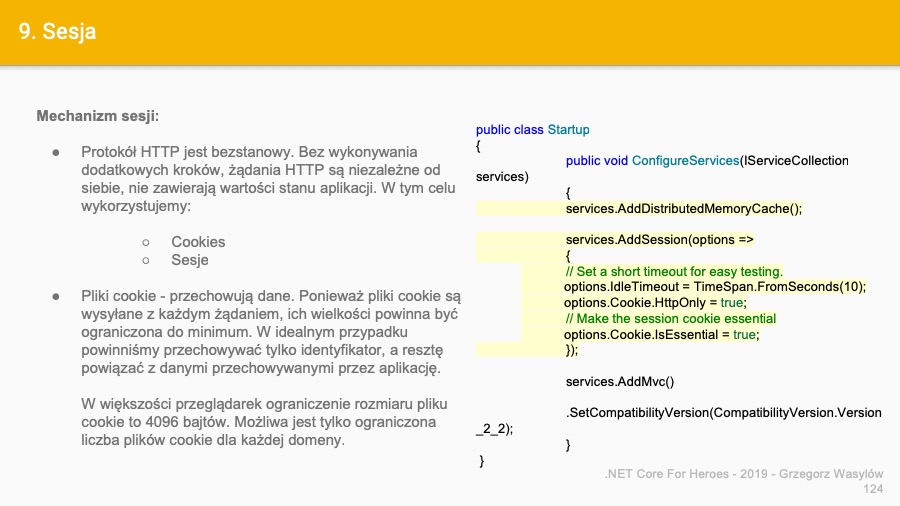 9. Sesja
Mechanizm sesji:
● Protokół HTTP jest bezstanowy. Bez wykonywania
dodatkowych kroków, żądania HTTP są niezależne od
siebie, nie zawierają wartości stanu aplikacji. W tym celu
wykorzystujemy:
○ Cookies
○ Sesje
● Pliki cookie - przechowują dane. Ponieważ pliki cookie są
wysyłane z każdym żądaniem, ich wielkości powinna być
ograniczona do minimum. W idealnym przypadku
powinniśmy przechowywać tylko identyfikator, a resztę
powiązać z danymi przechowywanymi przez aplikację.
W większości przeglądarek ograniczenie rozmiaru pliku
cookie to 4096 bajtów. Możliwa jest tylko ograniczona
liczba plików cookie dla każdej domeny.
public class Startup
{
public void ConfigureServices(IServiceCollection
services)
{
services.AddDistributedMemoryCache();
services.AddSession(options =>
{
// Set a short timeout for easy testing.
options.IdleTimeout = TimeSpan.FromSeconds(10);
options.Cookie.HttpOnly = true;
// Make the session cookie essential
options.Cookie.IsEssential = true;
});
services.AddMvc()
.SetCompatibilityVersion(CompatibilityVersion.Version
_2_2);
}
}
.NET Core For Heroes - 2019 - Grzegorz Wasylów
124